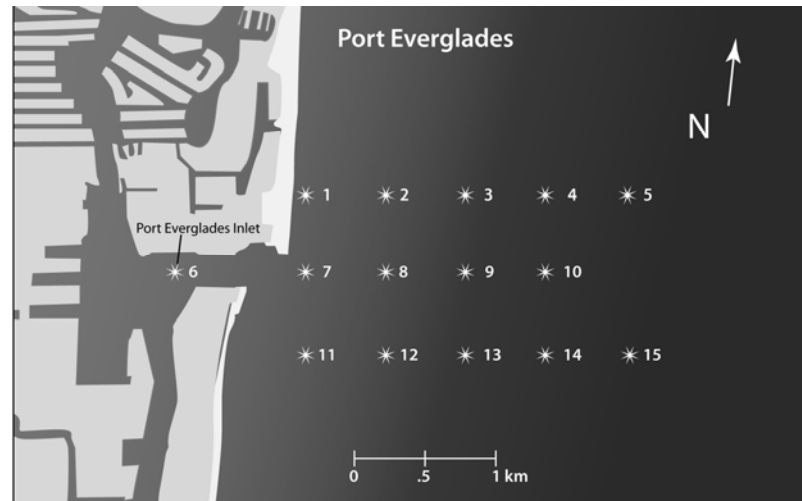 Port Everglades
N
1 2 3 4 5
Port Everglades Inlet
6 7 8 9 10
11 12 13 14 15
0 .5 1 km